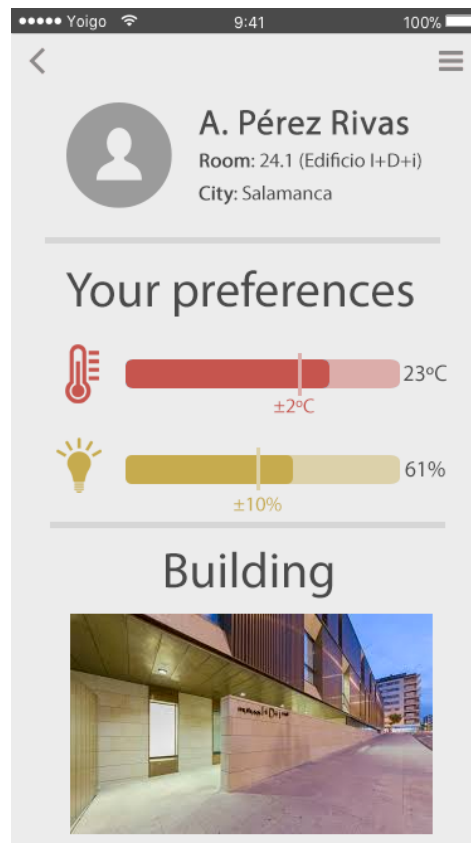 Yoigo 9:41 100%
A. Pérez Rivas
Room: 24.1 (Edificio I+D+i)
City: Salamanca
Your preferences
23ºC
±2ºC
61%
±10%
Building
I+D+i